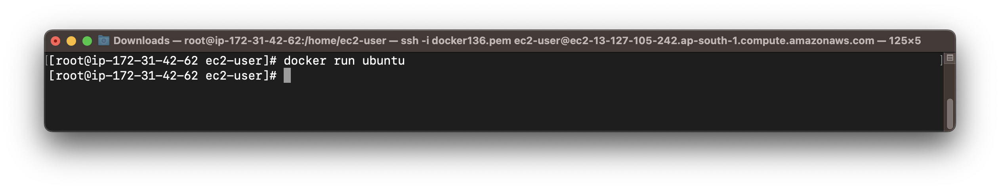 Downloads — root@ip-172-31-42-62:/home/ec2-user — ssh -i docker136.pem ec2-user@ec2-13-127-105-242.ap-south-1.compute.amazonaws.com — 125×5
[[root@ip-172-31-42-62 ec2-user]# docker run ubuntu ]
[root@ip-172-31-42-62 ec2-user]#